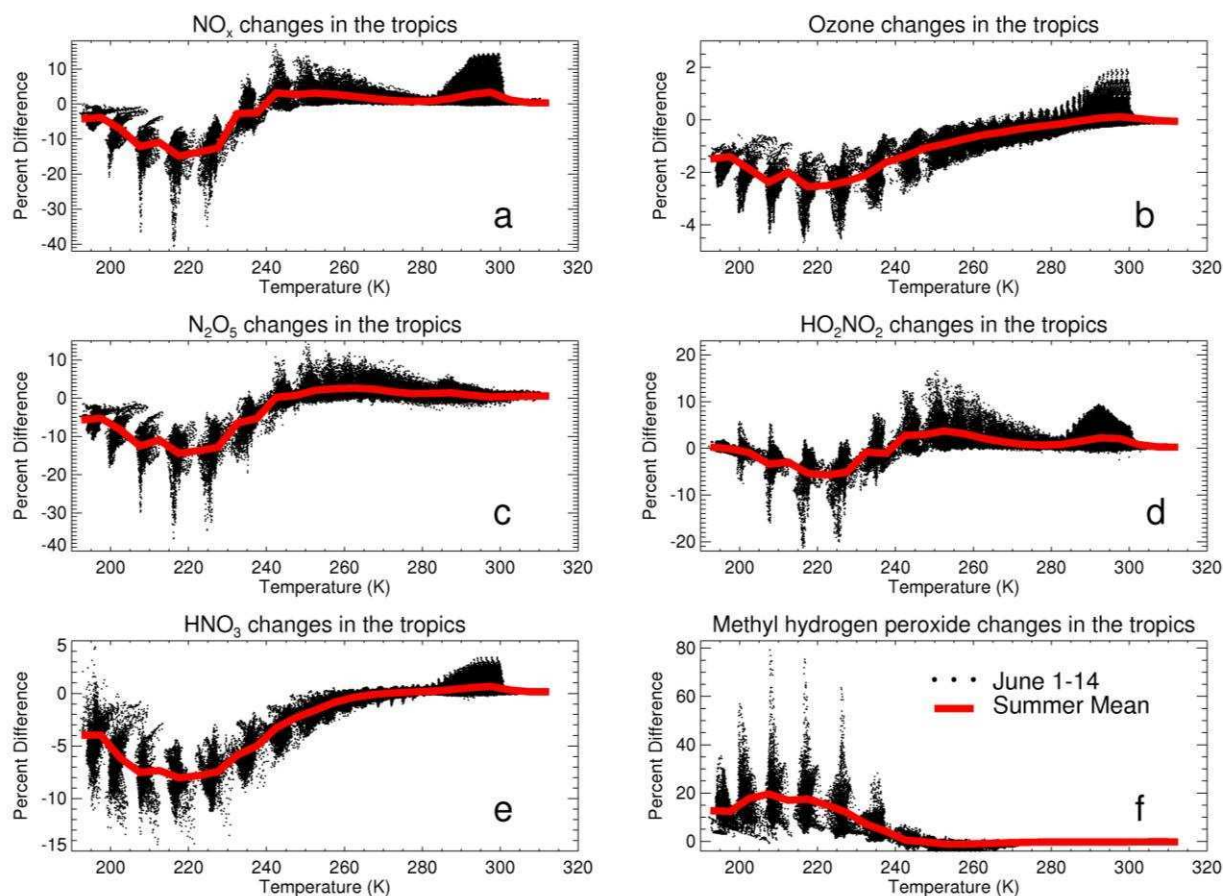 NOₓ changes in the tropics
Percent Difference
10
0
-10
-20
-30
-40
a
200 220 240 260 280 300 320
Temperature (K)
Ozone changes in the tropics
Percent Difference
2
0
-2
-4
b
200 220 240 260 280 300 320
Temperature (K)
N₂O₅ changes in the tropics
Percent Difference
10
0
-10
-20
-30
-40
c
200 220 240 260 280 300 320
Temperature (K)
HO₂NO₂ changes in the tropics
Percent Difference
20
10
0
-10
-20
d
200 220 240 260 280 300 320
Temperature (K)
HNO₃ changes in the tropics
Percent Difference
5
0
-5
-10
-15
e
200 220 240 260 280 300 320
Temperature (K)
Methyl hydrogen peroxide changes in the tropics
Percent Difference
80
60
40
20
0
June 1-14
Summer Mean
f
200 220 240 260 280 300 320
Temperature (K)